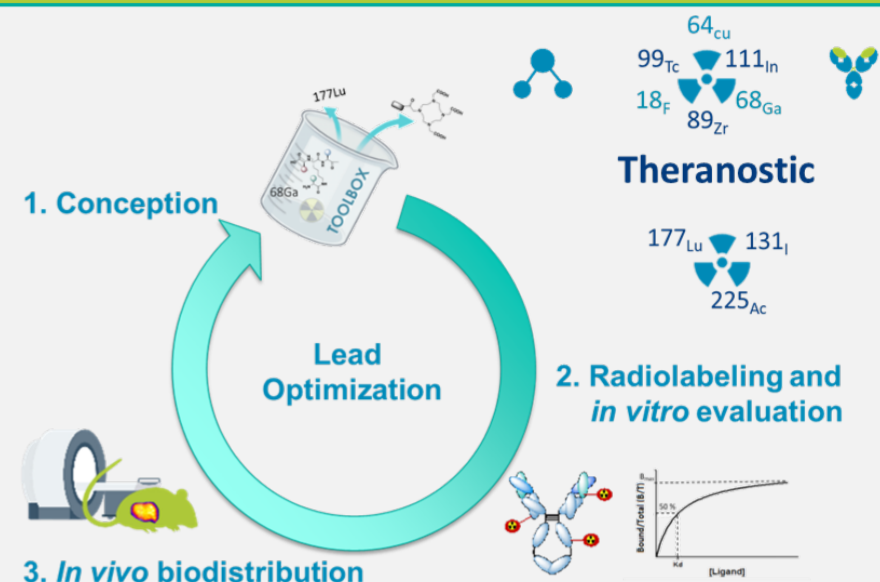 64cu
99Tc
111In
18F
68Ga
89Zr
Theranostic
177Lu
131I
225Ac
177Lu
68Ga
TOOLBOX
1. Conception
Lead
Optimization
2. Radiolabeling and
in vitro evaluation
Bound/Total (B/T)
Bmax
50 %
Kd
[Ligand]
3. In vivo biodistribution